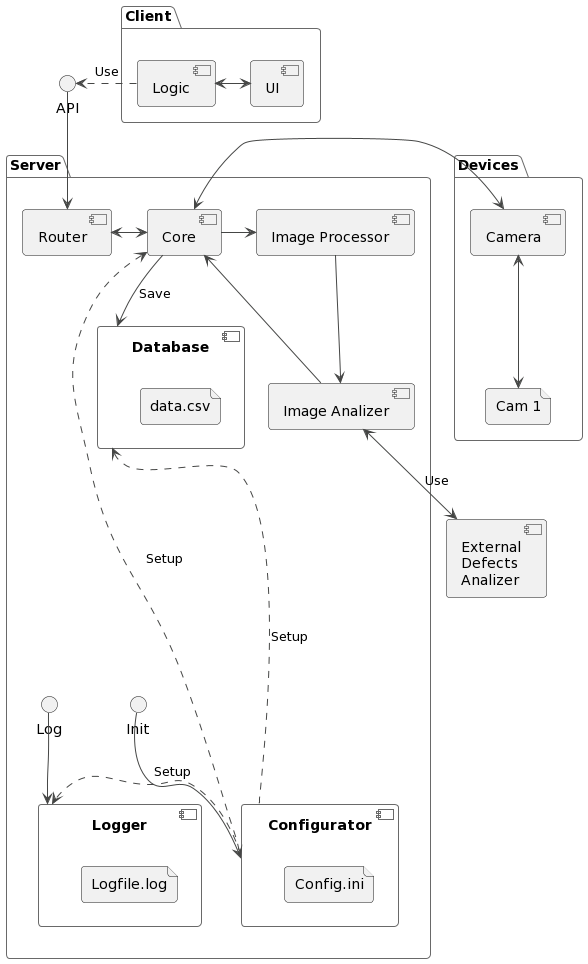 Client
Use
Logic
UI
API
Server
Devices
Router
Core
Image Processor
Camera
Save
Database
data.csv
Image Analizer
Cam 1
Use
External
Defects
Analizer
Setup
Setup
Log
Init
Setup
Logger
Configurator
Logfile.log
Config.ini